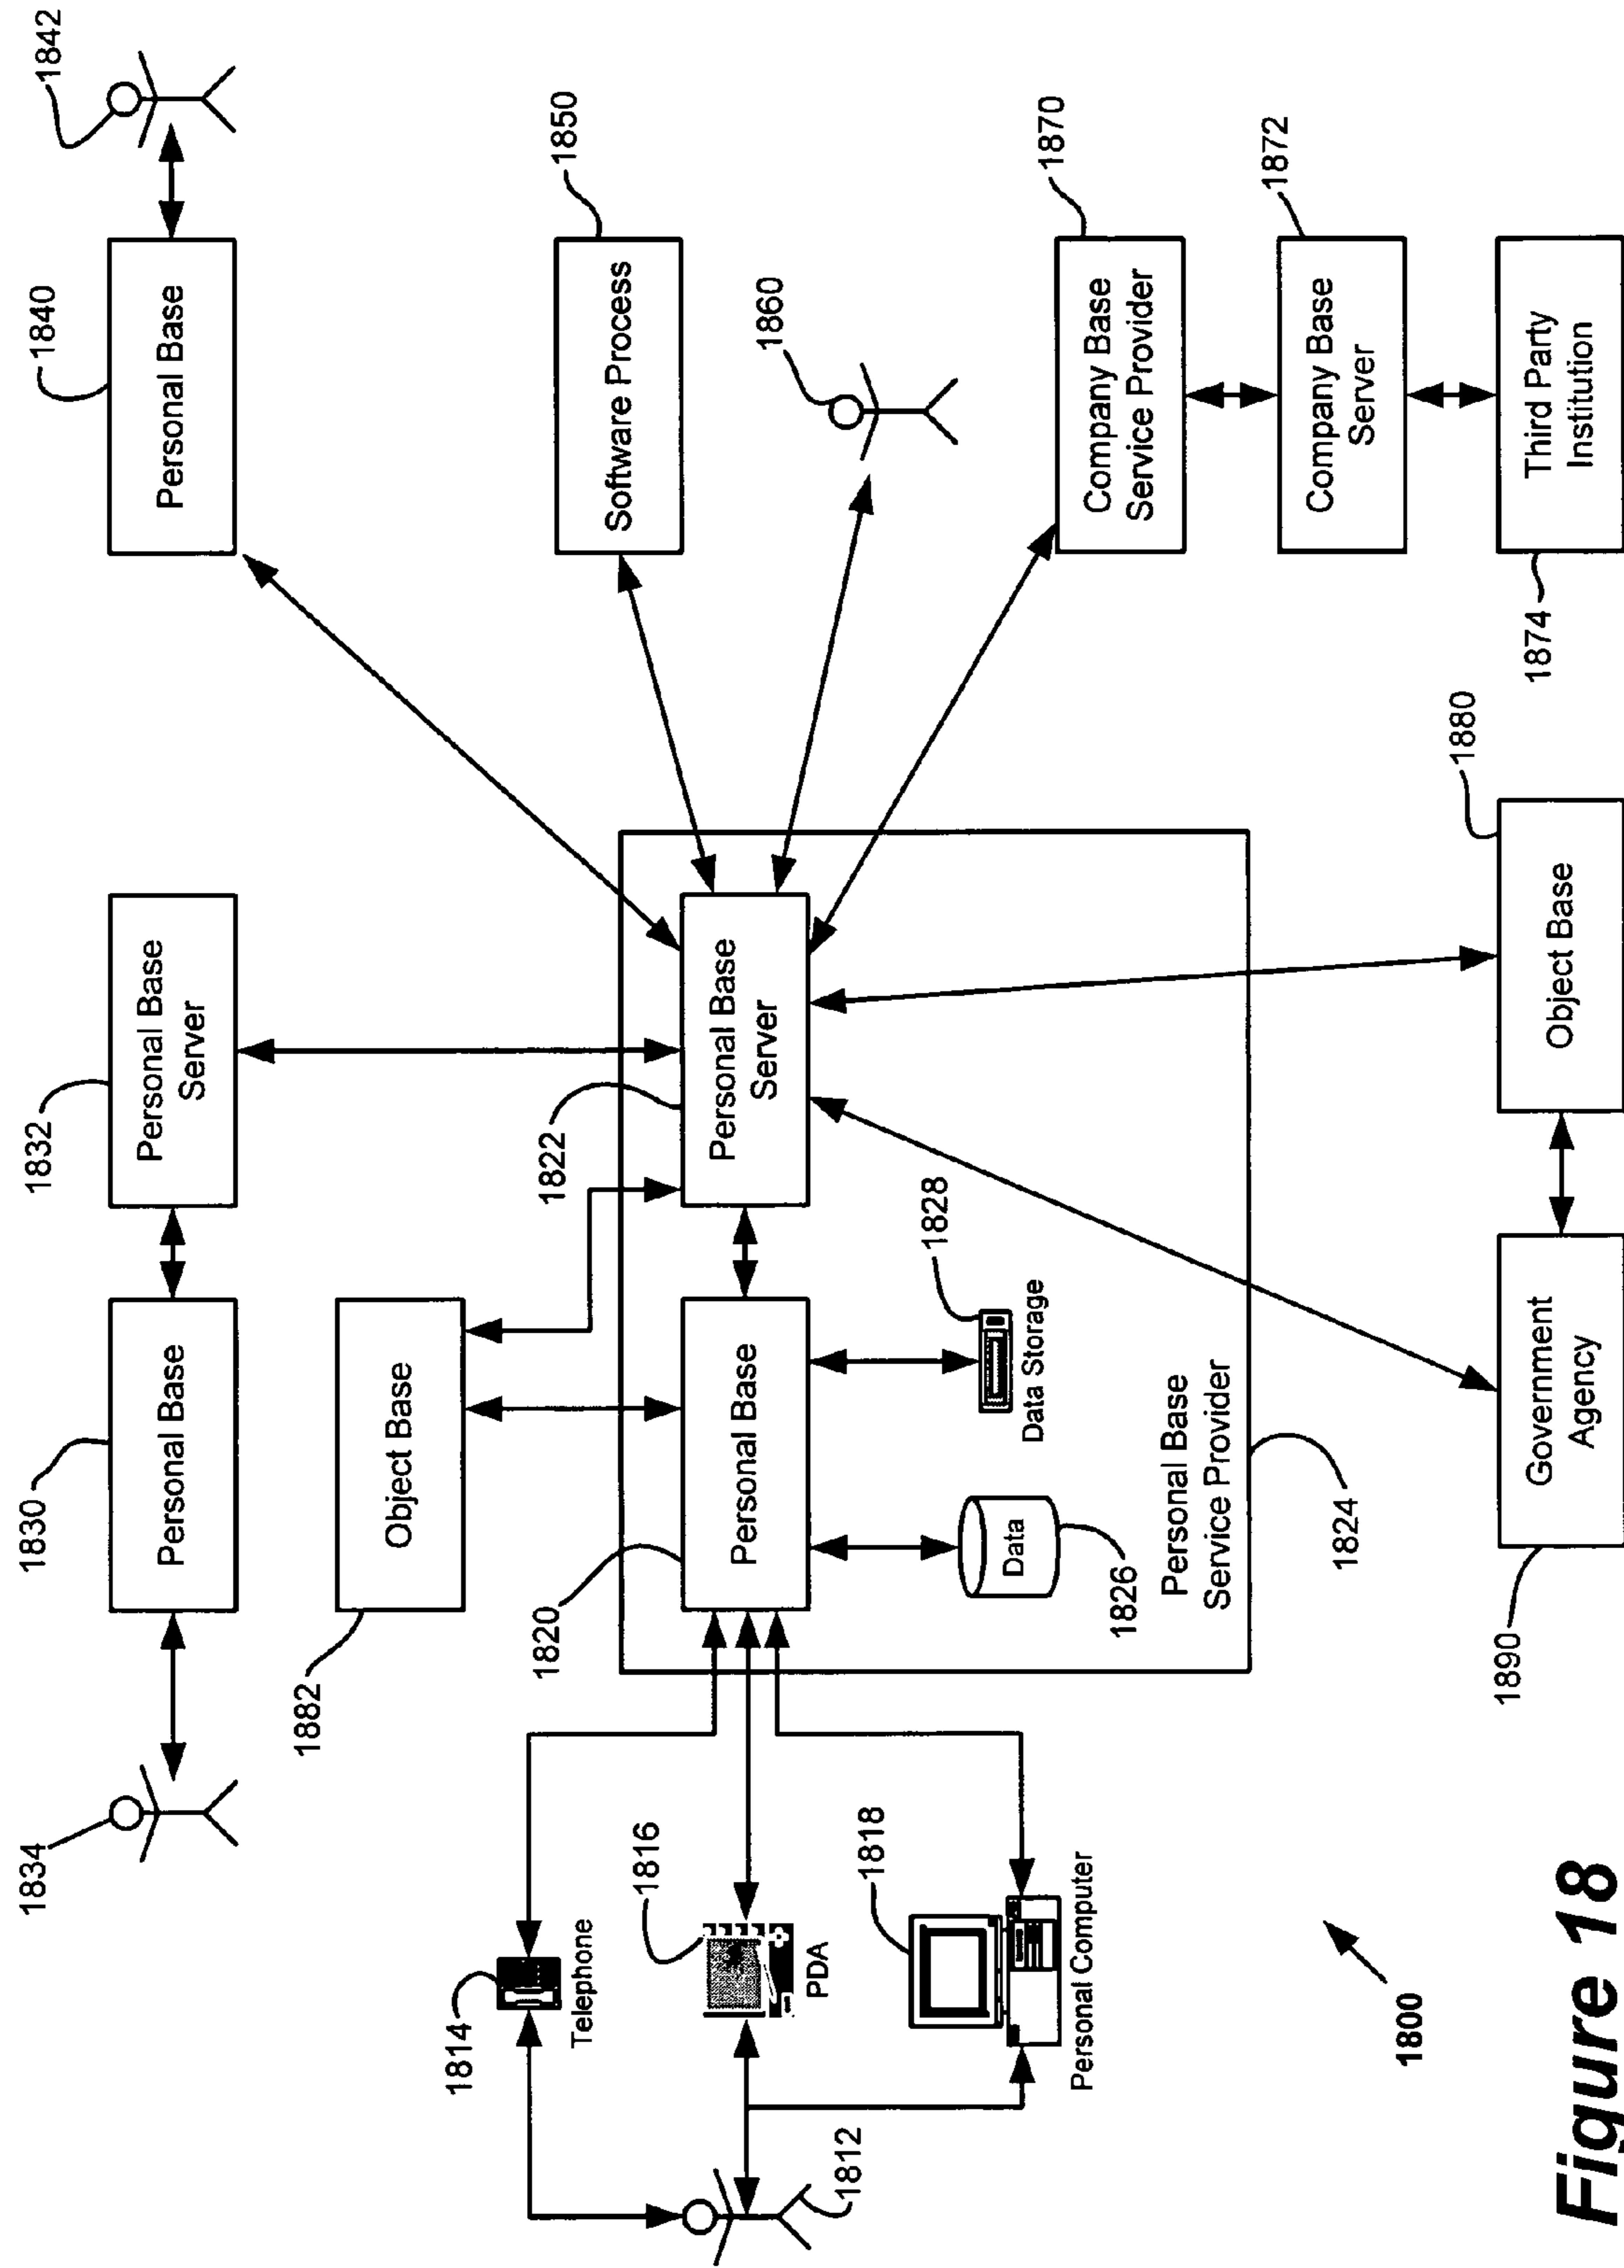 1842
1840
Personal Base
1832
Personal Base
Server
1830
Personal Base
1834
1850
Software Process
1882
Object Base
1860
1822
Personal Base
Server
1820
Personal Base
1828
Data Storage
Data
1826
Personal Base
Service Provider
1824
1814
Telephone
1816
PDA
1818
Personal Computer
1812
1870
Company Base
Service Provider
1872
Company Base
Server
1874
Third Party
Institution
1880
Object Base
1890
Government
Agency
1800
Figure 18